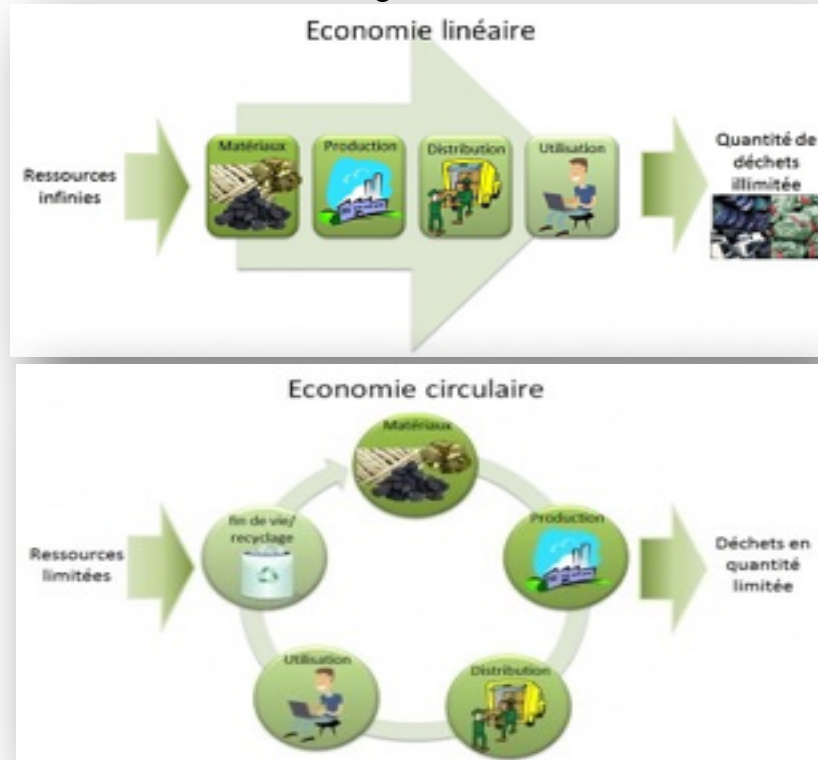 Economie linéaire
Ressources
infinies
Matériaux
Production
Distribution
Utilisation
Quantité de
déchets
illimitée
Economie circulaire
Matériaux
fin de vie/
recyclage
Production
Ressources
limitées
Déchets en
quantité
limitée
Utilisation
Distribution